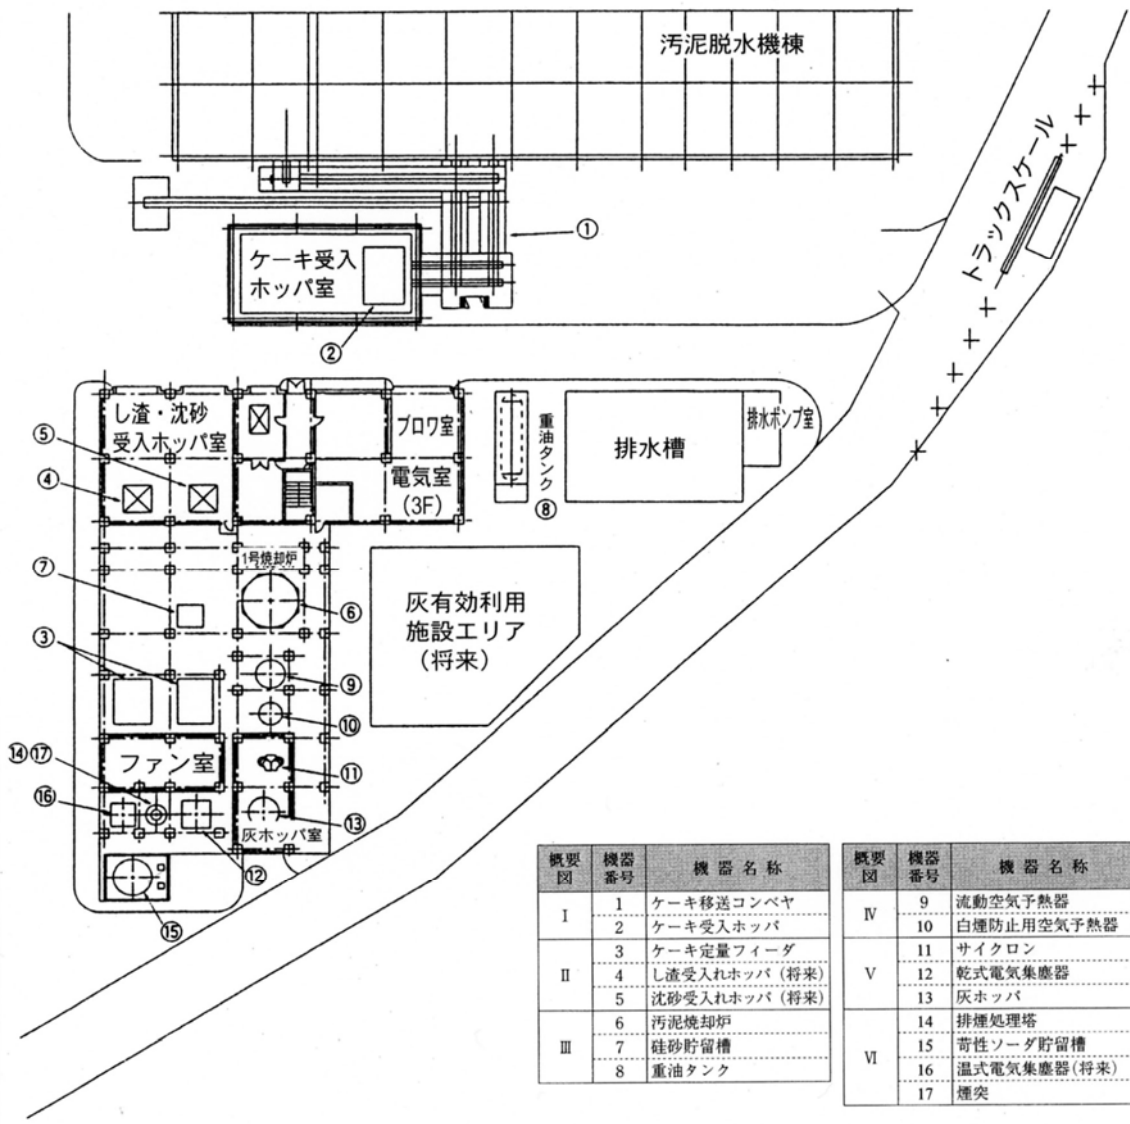 汚泥脱水機棟
トラックスケール
①
ケーキ受入
ホッパ室
②
し渣・沈砂
受入ホッパ室
ブロワ室
電気室
(3F)
重油タンク
⑧
排水槽
排水ポンプ室
⑤
④
1号焼却炉
⑦
⑥
灰有効利用
施設エリア
(将来)
③
⑨
⑩
⑭⑰
ファン室
⑪
⑯
⑬
灰ホッパ室
⑫
⑮
概要図 機器番号 機器名称
Ⅰ 1 ケーキ移送コンベヤ
2 ケーキ受入ホッパ
Ⅱ 3 ケーキ定量フィーダ
4 し渣受入れホッパ(将来)
5 沈砂受入れホッパ(将来)
Ⅲ 6 汚泥焼却炉
7 硅砂貯留槽
8 重油タンク
概要図 機器番号 機器名称
Ⅳ 9 流動空気予熱器
10 白煙防止用空気予熱器
Ⅴ 11 サイクロン
12 乾式電気集塵器
13 灰ホッパ
Ⅵ 14 排煙処理塔
15 苛性ソーダ貯留槽
16 温式電気集塵器(将来)
17 煙突